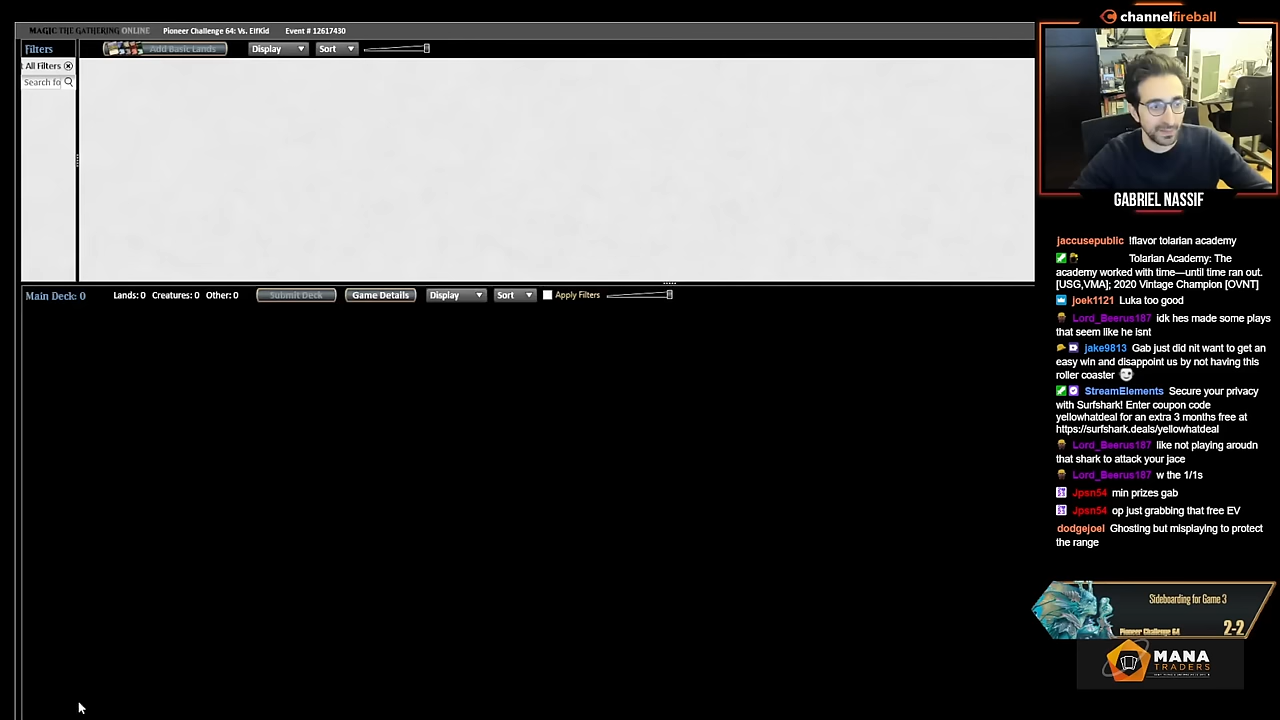 channelfireball
MAGIC THE GATHERING ONLINE Pioneer Challenge 64: Vs. ElfKid Event # 12617430
Filters Add Basic Lands Display Sort
All Filters
Search fo
GABRIEL NASSIF
jaccusepublic !flavor tolarian academy
Tolarian Academy: The
academy worked with time—until time ran out.
[USG,VMA]; 2020 Vintage Champion [OVNT]
joek1121 Luka too good
Lord_Beerus187 idk hes made some plays
that seem like he isnt
jake9813 Gab just did nit want to get an
easy win and disappoint us by not having this
roller coaster
StreamElements Secure your privacy
with Surfshark! Enter coupon code
yellowhatdeal for an extra 3 months free at
https://surfshark.deals/yellowhatdeal
Lord_Beerus187 like not playing aroudn
that shark to attack your jace
Lord_Beerus187 w the 1/1s
Jpsn54 min prizes gab
Jpsn54 op just grabbing that free EV
dodgejoel Ghosting but misplaying to protect
the range
Main Deck: 0 Lands: 0 Creatures: 0 Other: 0 Submit Deck Game Details Display Sort Apply Filters
Sideboarding for Game 3
Pioneer Challenge 64 2-2
MANA
TRADERS